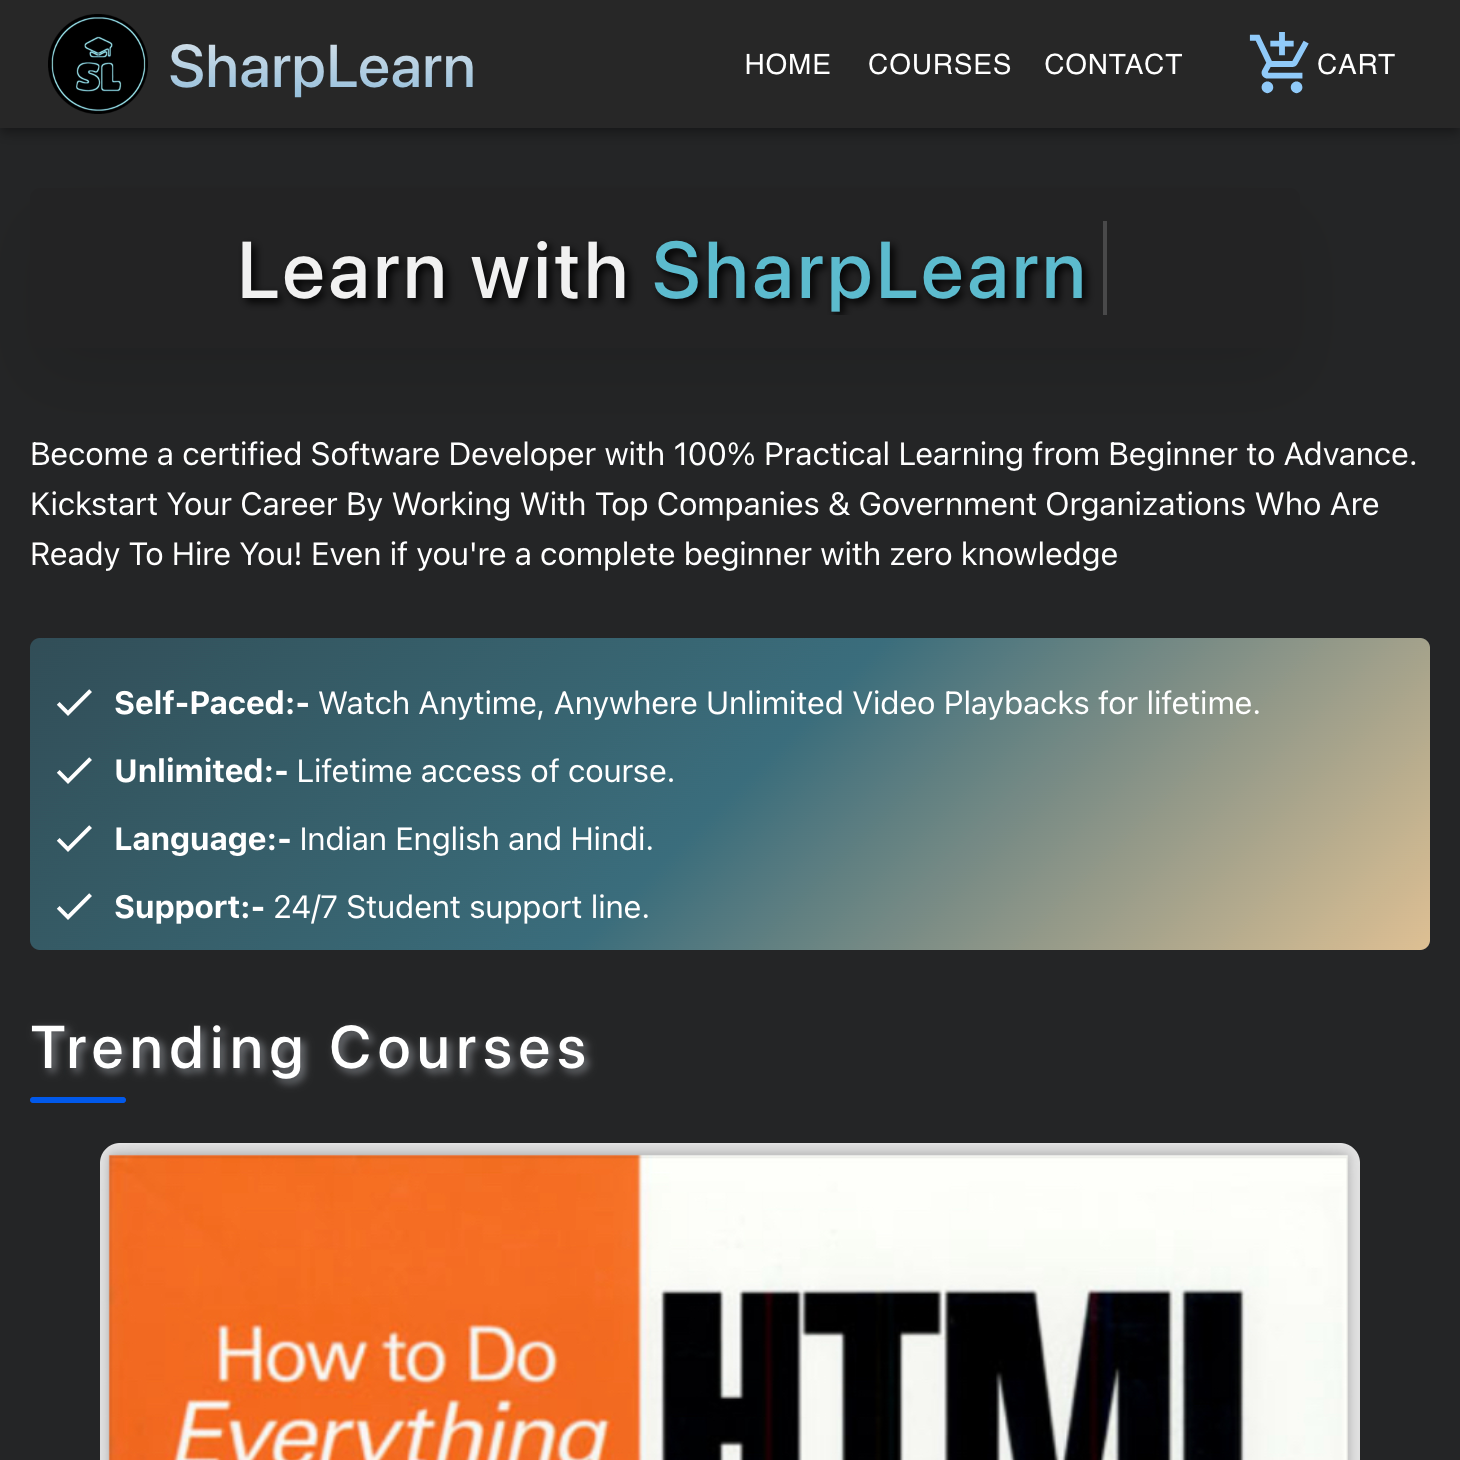 SL
SharpLearn
HOME
COURSES
CONTACT
CART
Learn with SharpLearn
Become a certified Software Developer with 100% Practical Learning from Beginner to Advance.
Kickstart Your Career By Working With Top Companies & Government Organizations Who Are
Ready To Hire You! Even if you're a complete beginner with zero knowledge
Self-Paced:- Watch Anytime, Anywhere Unlimited Video Playbacks for lifetime.
Unlimited:- Lifetime access of course.
Language:- Indian English and Hindi.
Support:- 24/7 Student support line.
Trending Courses
How to Do
Everything
HTML